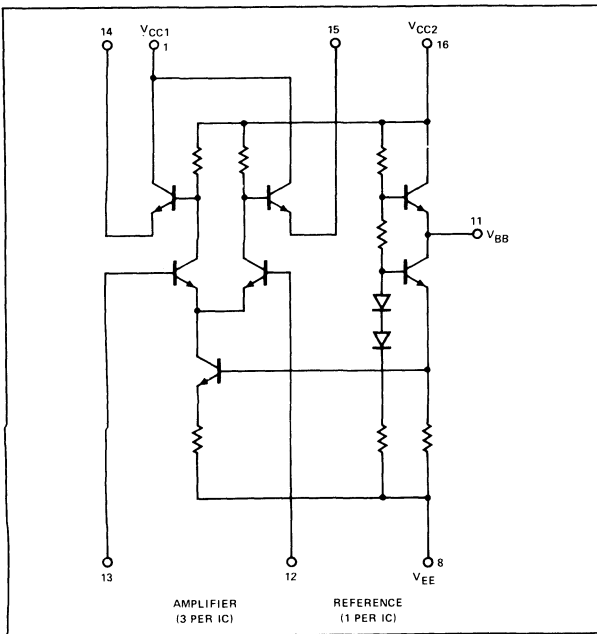 14
VCC1
1
15
VCC2
16
11
VBB
13
12
8
VEE
AMPLIFIER
(3 PER IC)
REFERENCE
(1 PER IC)